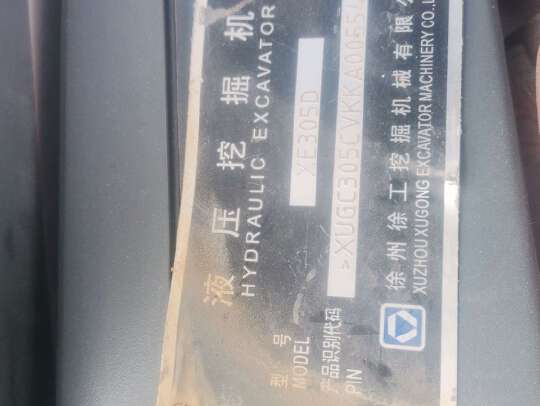 液压挖掘机
HYDRAULIC EXCAVATOR
型号 XE305D
MODEL
产品识别代码
PIN >XUGC305CVKKA0055
徐州徐工挖掘机械有限
XUZHOU XUGONG EXCAVATOR MACHINERY CO.,L